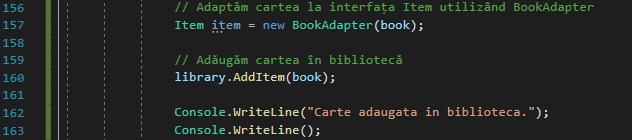 156 // Adaptăm cartea la interfața Item utilizând BookAdapter
157 Item item = new BookAdapter(book);
158
159 // Adăugăm cartea în bibliotecă
160 library.AddItem(book);
161
162 Console.WriteLine("Carte adaugata in biblioteca.");
163 Console.WriteLine();